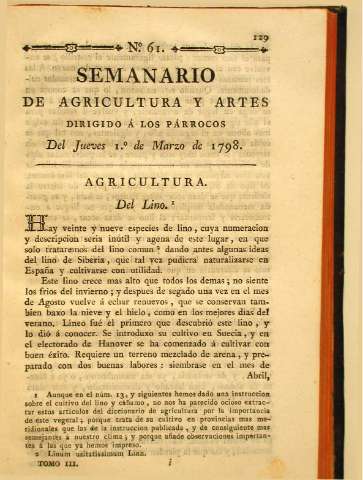 129
Nº. 61.
SEMANARIO
DE AGRICULTURA Y ARTES
DIRIGIDO Á LOS PÁRROCOS
Del Jueves 1.º de Marzo de 1798.
AGRICULTURA.
Del Lino. 1
Hay veinte y nueve especies de lino, cuya numeracion
y descripcion seria inútil y agena de este lugar, en que
solo trataremos del lino comun 2 dando antes algunas ideas
del lino de Siberia, que tal vez pudiera naturalizarse en
España y cultivarse con utilidad.
Este lino crece mas alto que todos los demas; no siente
los frios del invierno; y despues de segado una vez en el mes
de Agosto vuelve á echar renuevos, que se conservan tam-
bien baxo la nieve y el hielo, como en los mejores dias del
verano. Lineo fué el primero que descubrió este lino, y
lo dió á conocer. Se introduxo su cultivo en Suecia, y en
el electorado de Hanover se ha comenzado á cultivar con
buen éxito. Requiere un terreno mezclado de arena, y pre-
parado con dos buenas labores: siembrase en el mes de
Abril,
1 Aunque en el núm. 13, y siguientes hemos dado una instruccion
sobre el cultivo del lino y cáñamo, no nos ha parecido ocioso extrac-
tar estos artículos del diccionario de agricultura por la importancia
de este vegetal; porque trata de su cultivo en provincias mas me-
ridionales que las de la instruccion publicada, y de consiguiente mas
semejantes á nuestro clima; y porque añade observaciones importan-
tes á las que ya hemos impreso.
2 Linum usitatissimum Linn.
TOMO III. i